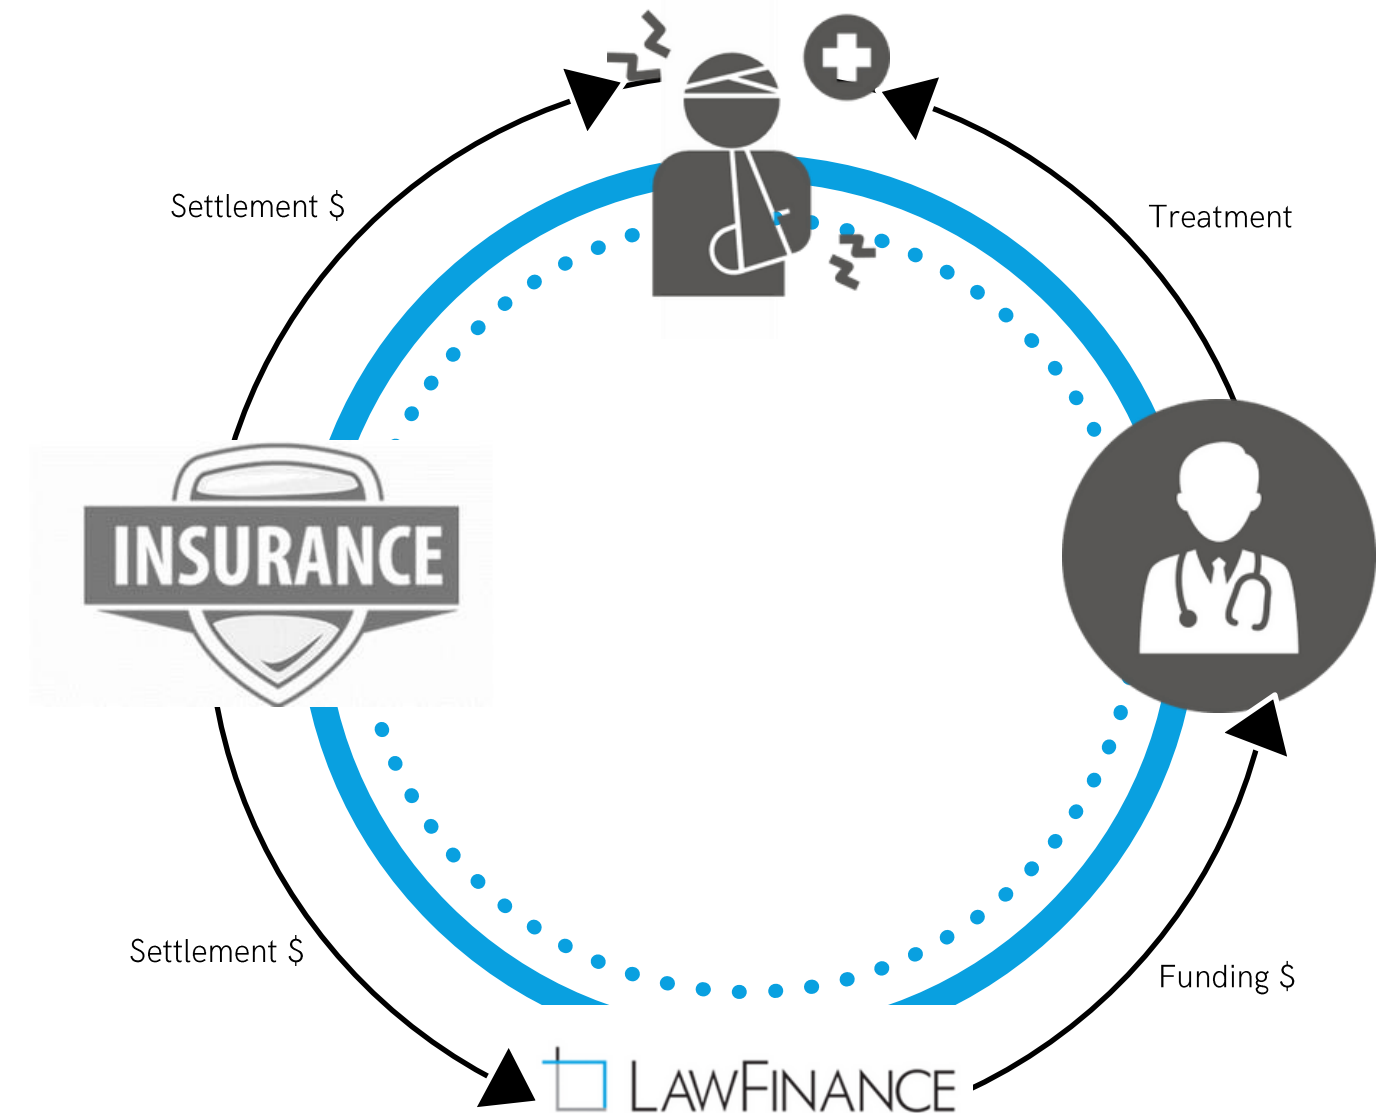 Settlement $
Treatment
INSURANCE
Settlement $
Funding $
LAWFINANCE